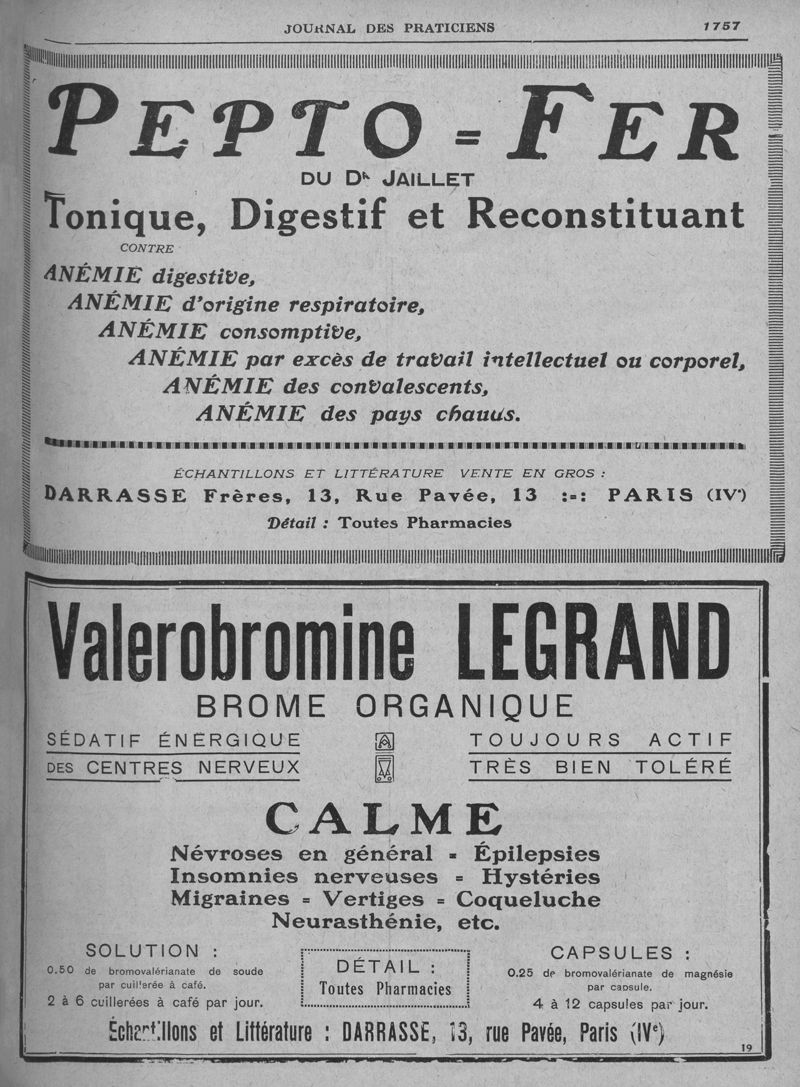 JOURNAL DES PRATICIENS 1757
PEPTO=FER
DU Dr JAILLET
Tonique, Digestif et Reconstituant
CONTRE
ANÉMIE digestive,
ANÉMIE d'origine respiratoire,
ANÉMIE consomptive,
ANÉMIE par excès de travail intellectuel ou corporel,
ANÉMIE des convalescents,
ANÉMIE des pays chauds.
ÉCHANTILLONS ET LITTÉRATURE VENTE EN GROS :
DARRASSE Frères, 13, Rue Pavée, 13 :-: PARIS (IVe)
Détail : Toutes Pharmacies
Valerobromine LEGRAND
BROME ORGANIQUE
SÉDATIF ÉNERGIQUE
DES CENTRES NERVEUX
TOUJOURS ACTIF
TRÈS BIEN TOLÉRÉ
CALME
Névroses en général = Épilepsies
Insomnies nerveuses = Hystéries
Migraines = Vertiges = Coqueluche
Neurasthénie, etc.
SOLUTION :
0.50 de bromovalérianate de soude
par cuillerée à café.
2 à 6 cuillerées à café par jour.
DÉTAIL :
Toutes Pharmacies
CAPSULES :
0.25 de bromovalérianate de magnésie
par capsule.
4 à 12 capsules par jour.
Échantillons et Littérature : DARRASSE, 13, rue Pavée, Paris (IVe)
19